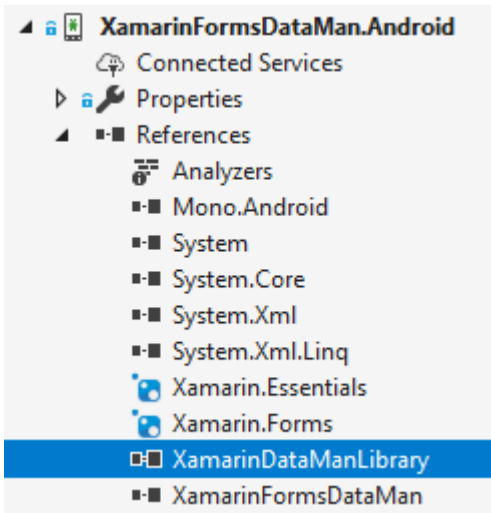 XamarinFormsDataMan.Android
Connected Services
Properties
References
Analyzers
Mono.Android
System
System.Core
System.Xml
System.Xml.Linq
Xamarin.Essentials
Xamarin.Forms
XamarinDataManLibrary
XamarinFormsDataMan